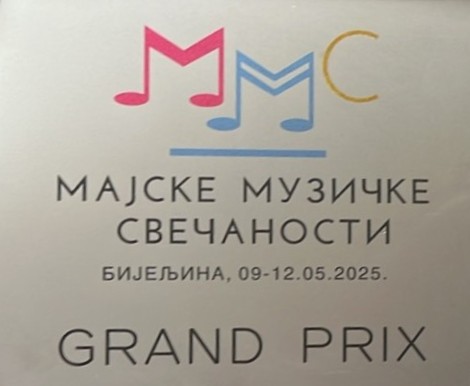 ММС
МАЈСКЕ МУЗИЧКЕ
СВЕЧАНОСТИ
БИЈЕЉИНА, 09-12.05.2025.
GRAND PRIX